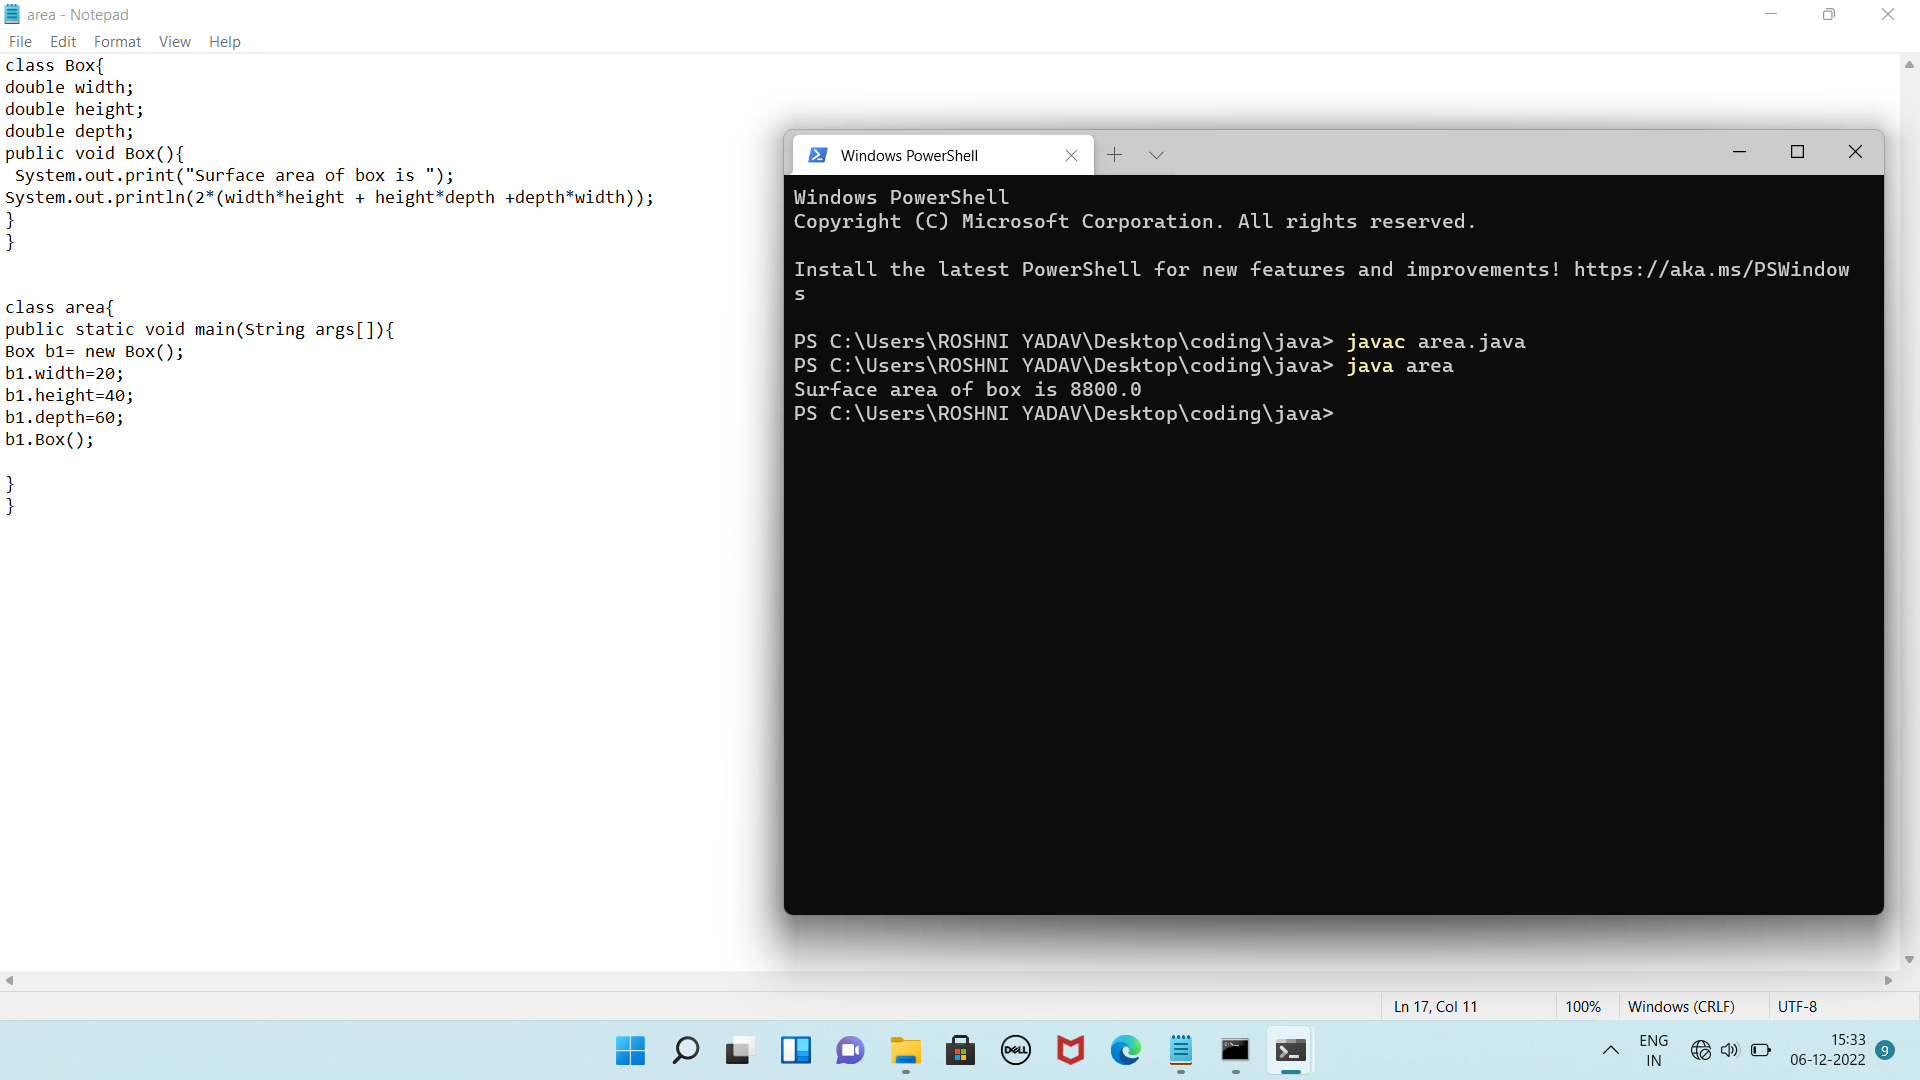 area - Notepad
File Edit Format View Help
class Box{
double width;
double height;
double depth;
public void Box(){
 System.out.print("Surface area of box is ");
System.out.println(2*(width*height + height*depth +depth*width));
}
}
class area{
public static void main(String args[]){
Box b1= new Box();
b1.width=20;
b1.height=40;
b1.depth=60;
b1.Box();
}
}
Windows PowerShell
Windows PowerShell
Copyright (C) Microsoft Corporation. All rights reserved.
Install the latest PowerShell for new features and improvements! https://aka.ms/PSWindow
s
PS C:\Users\ROSHNI YADAV\Desktop\coding\java> javac area.java
PS C:\Users\ROSHNI YADAV\Desktop\coding\java> java area
Surface area of box is 8800.0
PS C:\Users\ROSHNI YADAV\Desktop\coding\java>
Ln 17, Col 11 100% Windows (CRLF) UTF-8
DELL
ENG
IN
15:33
06-12-2022
9